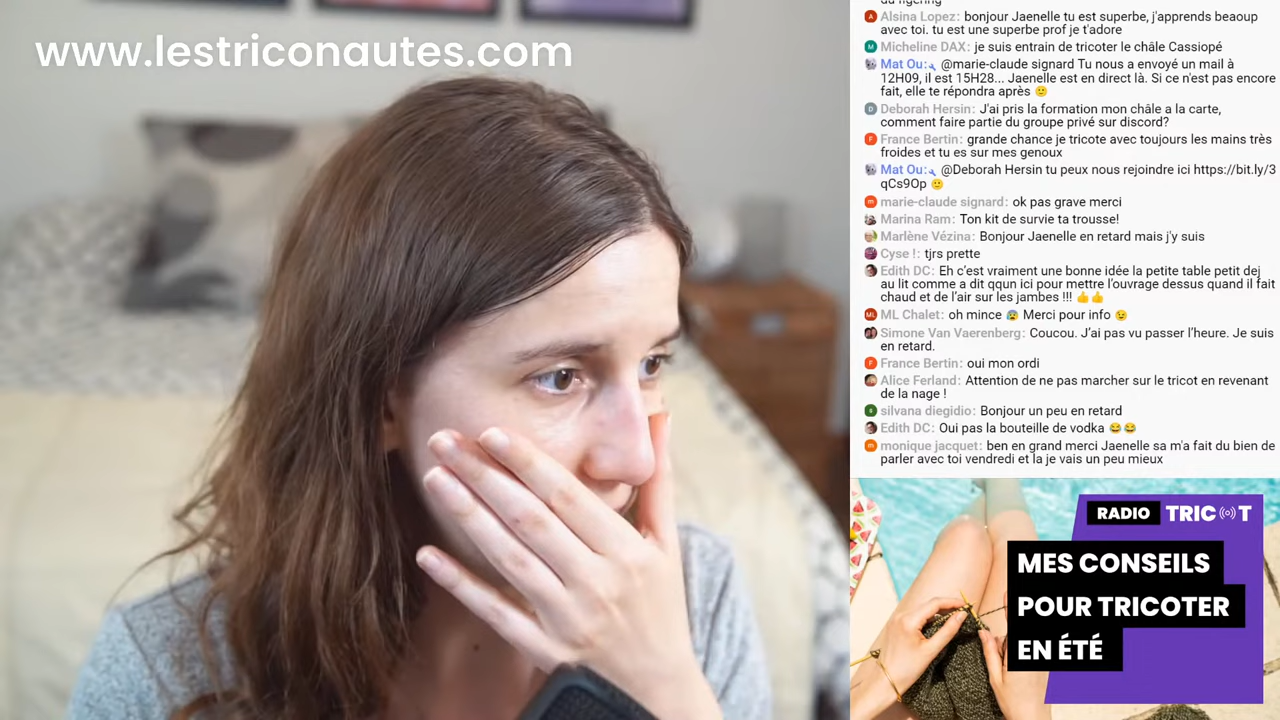 www.lestriconautes.com
Alsina Lopez: bonjour Jaenelle tu est superbe, j'apprends beaoup
avec toi. tu est une superbe prof je t'adore
Micheline DAX: je suis entrain de tricoter le châle Cassiopé
Mat Ou: @marie-claude signard Tu nous a envoyé un mail à
12H09, il est 15H28... Jaenelle est en direct là. Si ce n'est pas encore
fait, elle te répondra après 🙂
Deborah Hersin: J'ai pris la formation mon châle a la carte,
comment faire partie du groupe privé sur discord?
France Bertin: grande chance je tricote avec toujours les mains très
froides et tu es sur mes genoux
Mat Ou: @Deborah Hersin tu peux nous rejoindre ici https://bit.ly/3
qCs9Op 🙂
marie-claude signard: ok pas grave merci
Marina Ram: Ton kit de survie ta trousse!
Marlène Vézina: Bonjour Jaenelle en retard mais j'y suis
Cyse !: tjrs prette
Edith DC: Eh c'est vraiment une bonne idée la petite table petit dej
au lit comme a dit qqun ici pour mettre l'ouvrage dessus quand il fait
chaud et de l'air sur les jambes !!! 👍👍
ML Chalet: oh mince 😰 Merci pour info 😉
Simone Van Vaerenberg: Coucou. J'ai pas vu passer l'heure. Je suis
en retard.
France Bertin: oui mon ordi
Alice Ferland: Attention de ne pas marcher sur le tricot en revenant
de la nage !
silvana diegidio: Bonjour un peu en retard
Edith DC: Oui pas la bouteille de vodka 😂😂
monique jacquet: ben en grand merci Jaenelle sa m'a fait du bien de
parler avec toi vendredi et la je vais un peu mieux
RADIO TRICOT
MES CONSEILS
POUR TRICOTER
EN ÉTÉ